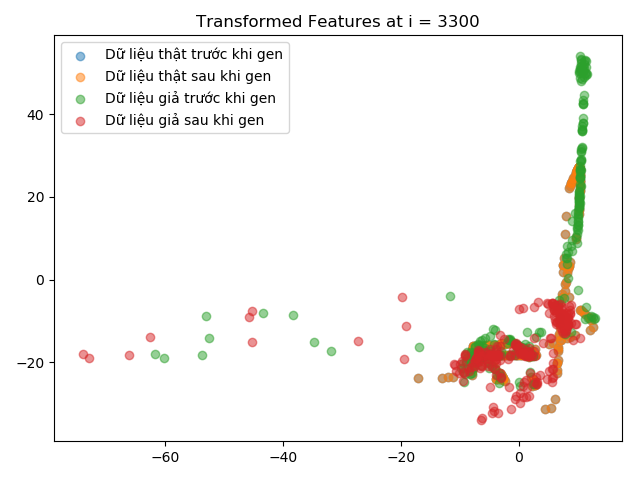 Transformed Features at i = 3300
Dữ liệu thật trước khi gen
Dữ liệu thật sau khi gen
Dữ liệu giả trước khi gen
Dữ liệu giả sau khi gen
40
20
0
−20
−60
−40
−20
0